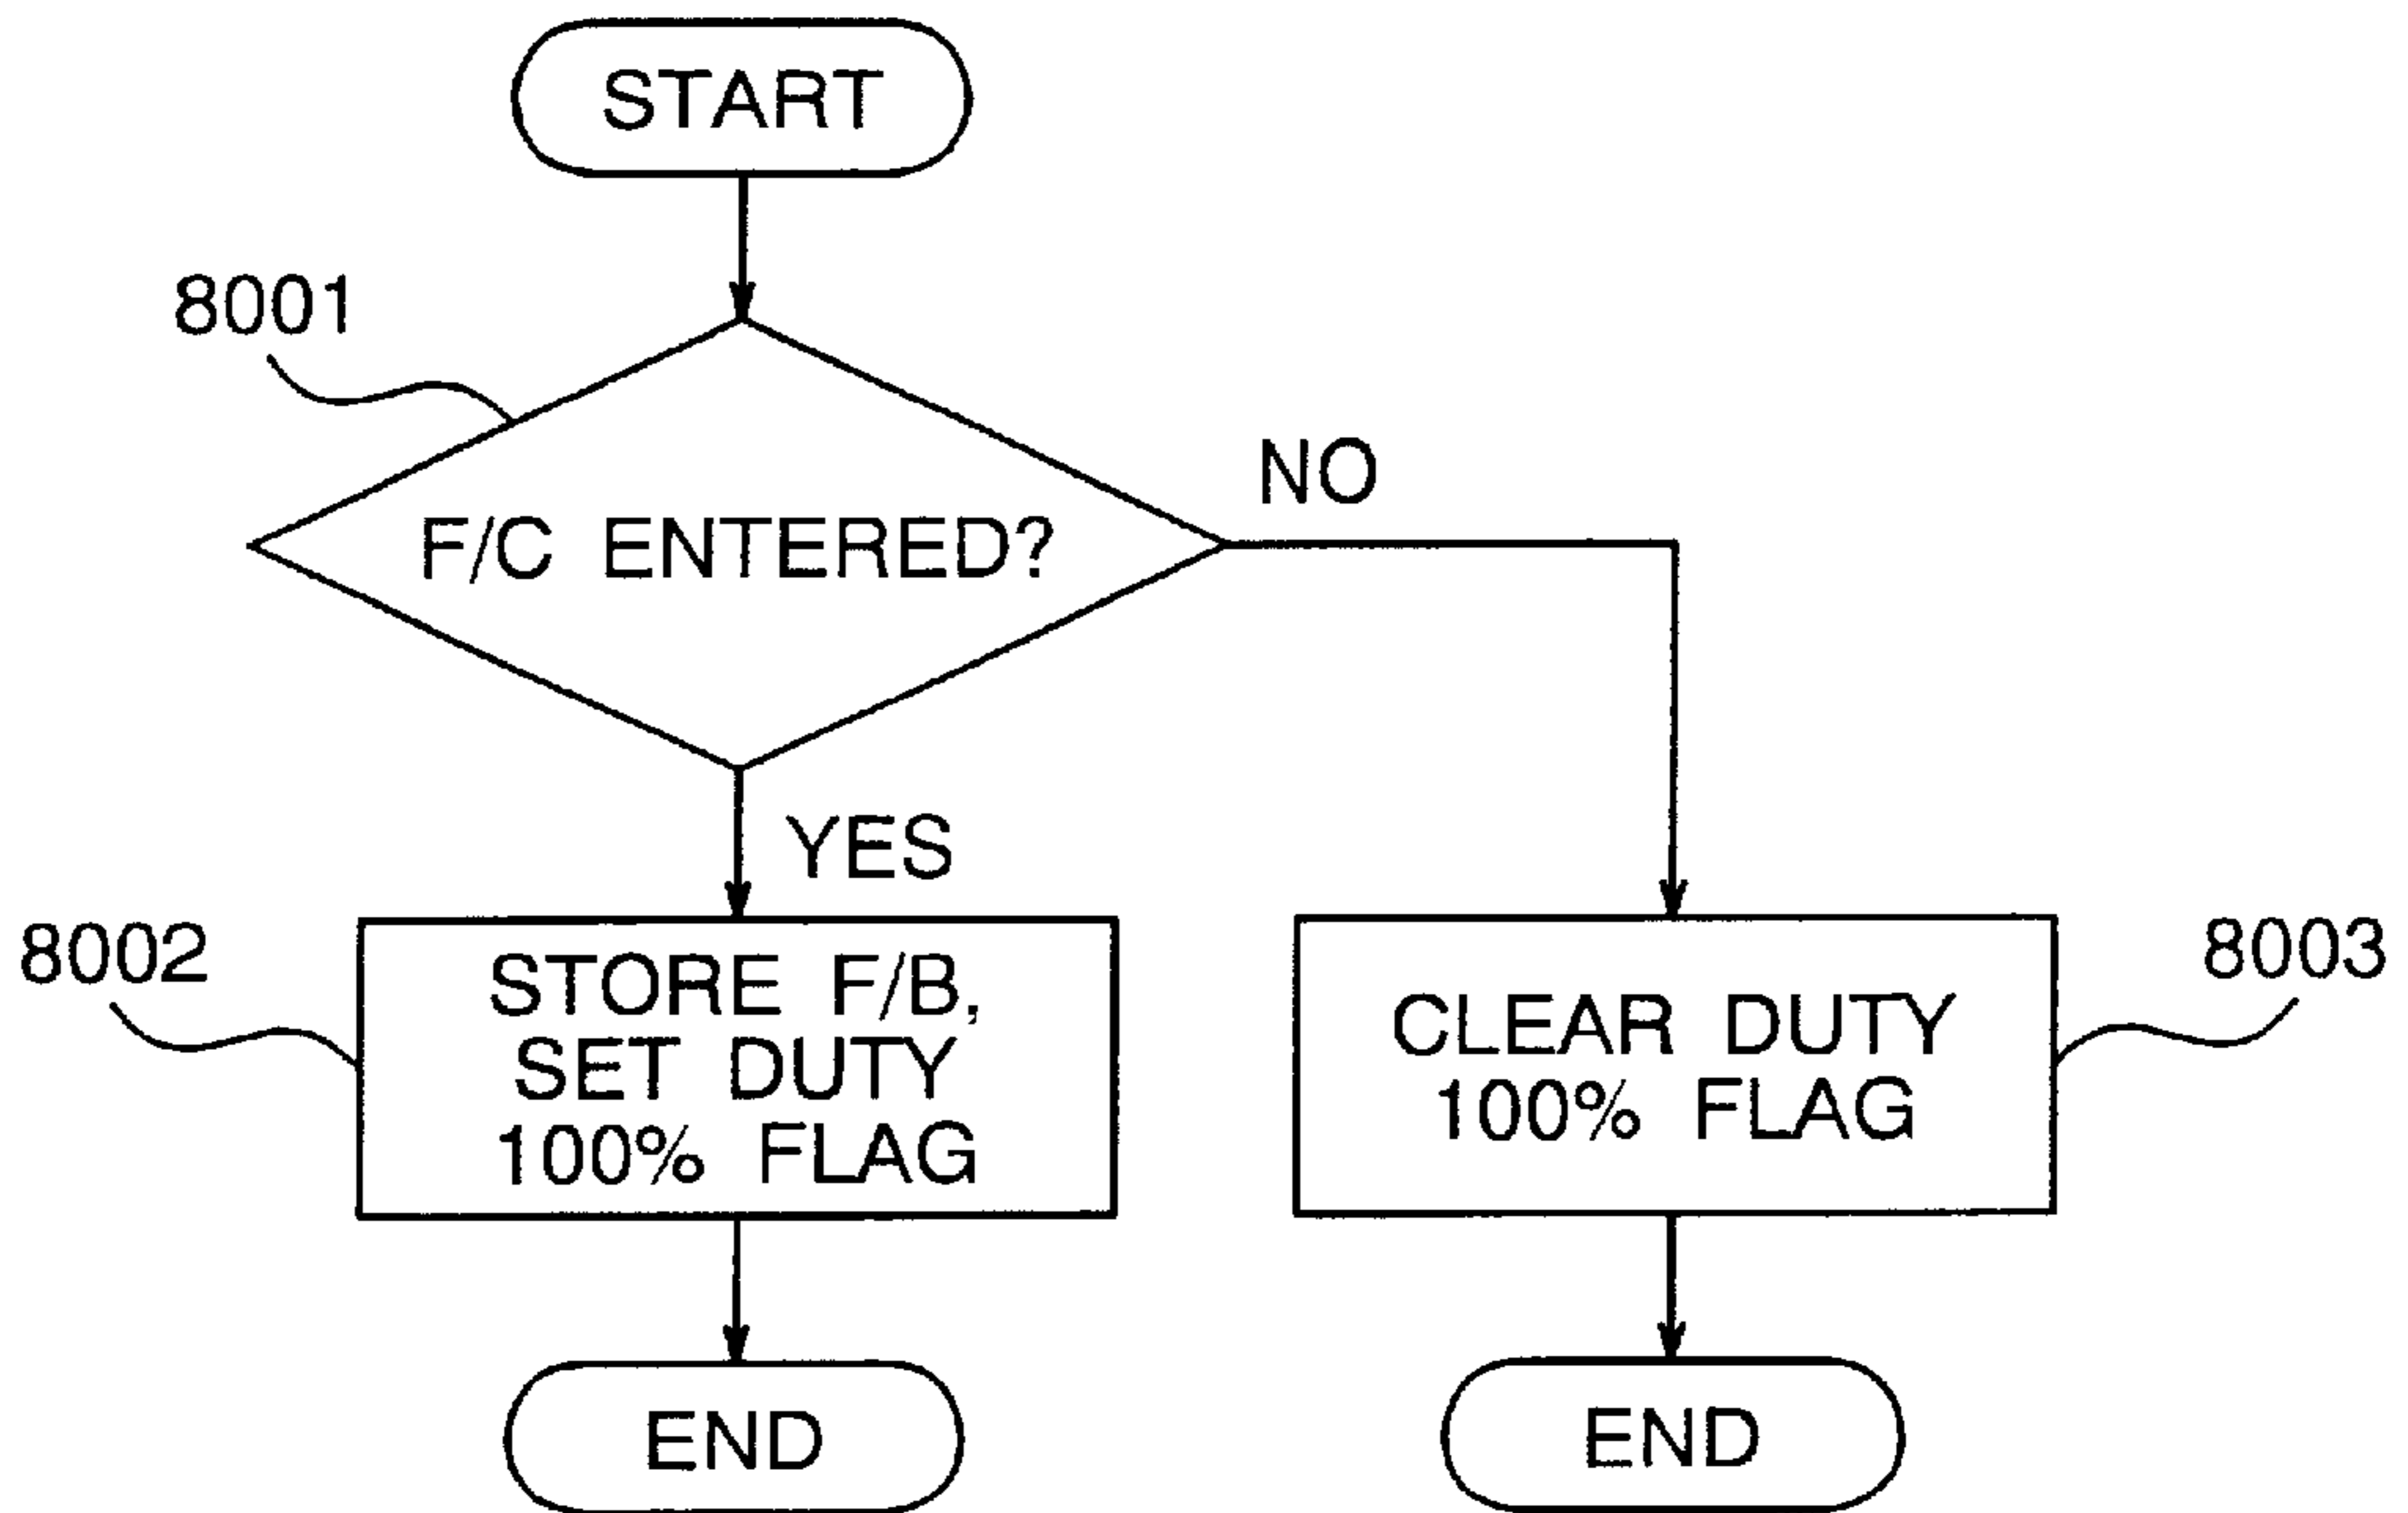 START
8001
F/C ENTERED?
NO
YES
8002
STORE F/B,
SET DUTY
100% FLAG
CLEAR DUTY
100% FLAG
8003
END
END